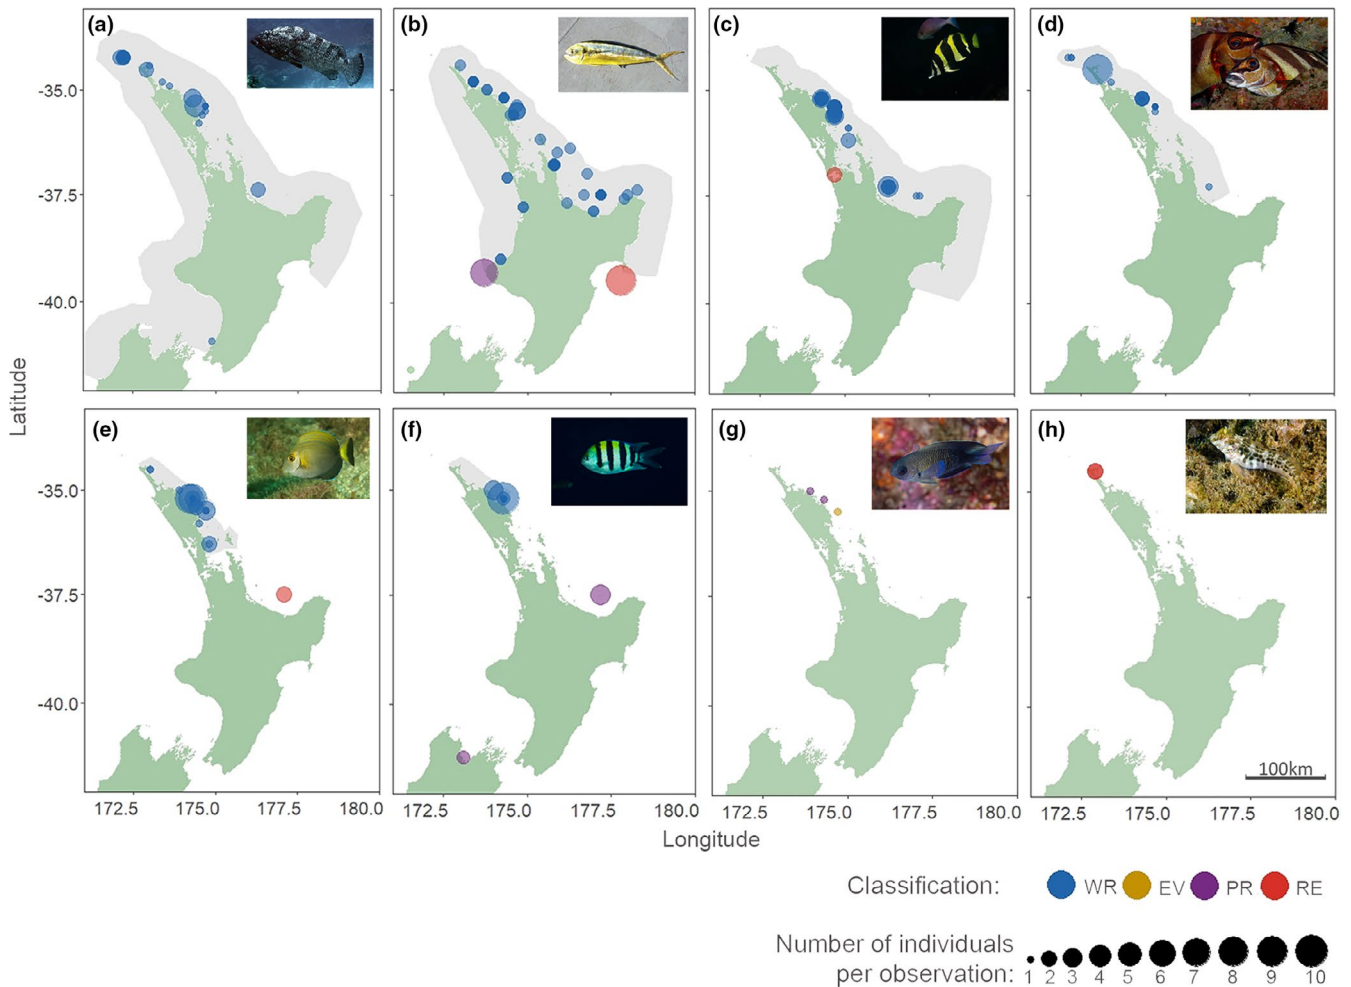 (a) (b) (c) (d)
-35.0
-37.5
-40.0
Latitude
(e) (f) (g) (h)
-35.0
-37.5
-40.0
100km
172.5 175.0 177.5 180.0 172.5 175.0 177.5 180.0 172.5 175.0 177.5 180.0 172.5 175.0 177.5 180.0
Longitude
Classification: WR EV PR RE
Number of individuals
per observation: 1 2 3 4 5 6 7 8 9 10